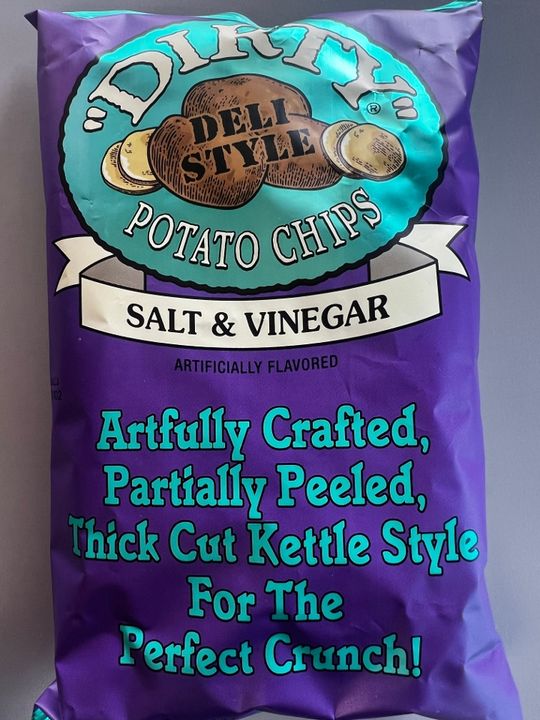 "DIRTY"®
DELI
STYLE
POTATO CHIPS
SALT & VINEGAR
ARTIFICIALLY FLAVORED
Artfully Crafted,
Partially Peeled,
Thick Cut Kettle Style
For The
Perfect Crunch!